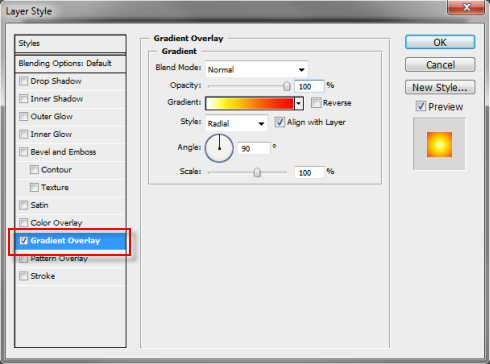 Layer Style
Styles
Blending Options: Default
Drop Shadow
Inner Shadow
Outer Glow
Inner Glow
Bevel and Emboss
Contour
Texture
Satin
Color Overlay
Gradient Overlay
Pattern Overlay
Stroke
Gradient Overlay
Gradient
Blend Mode: Normal
Opacity: 100 %
Gradient: Reverse
Style: Radial Align with Layer
Angle: 90 °
Scale: 100 %
OK
Cancel
New Style...
Preview